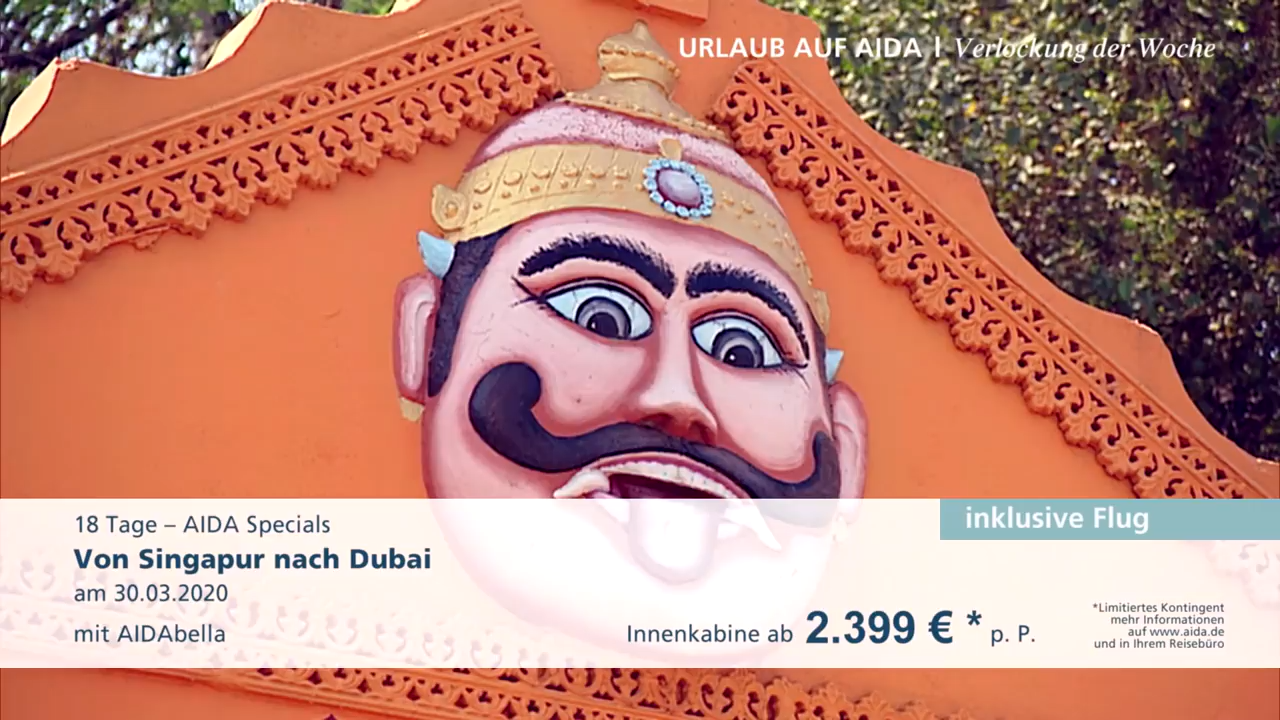 URLAUB AUF AIDA | Verlockung der Woche
18 Tage – AIDA Specials
inklusive Flug
Von Singapur nach Dubai
am 30.03.2020
mit AIDAbella
Innenkabine ab 2.399 € * p. P.
*Limitiertes Kontingent
mehr Informationen
auf www.aida.de
und in Ihrem Reisebüro